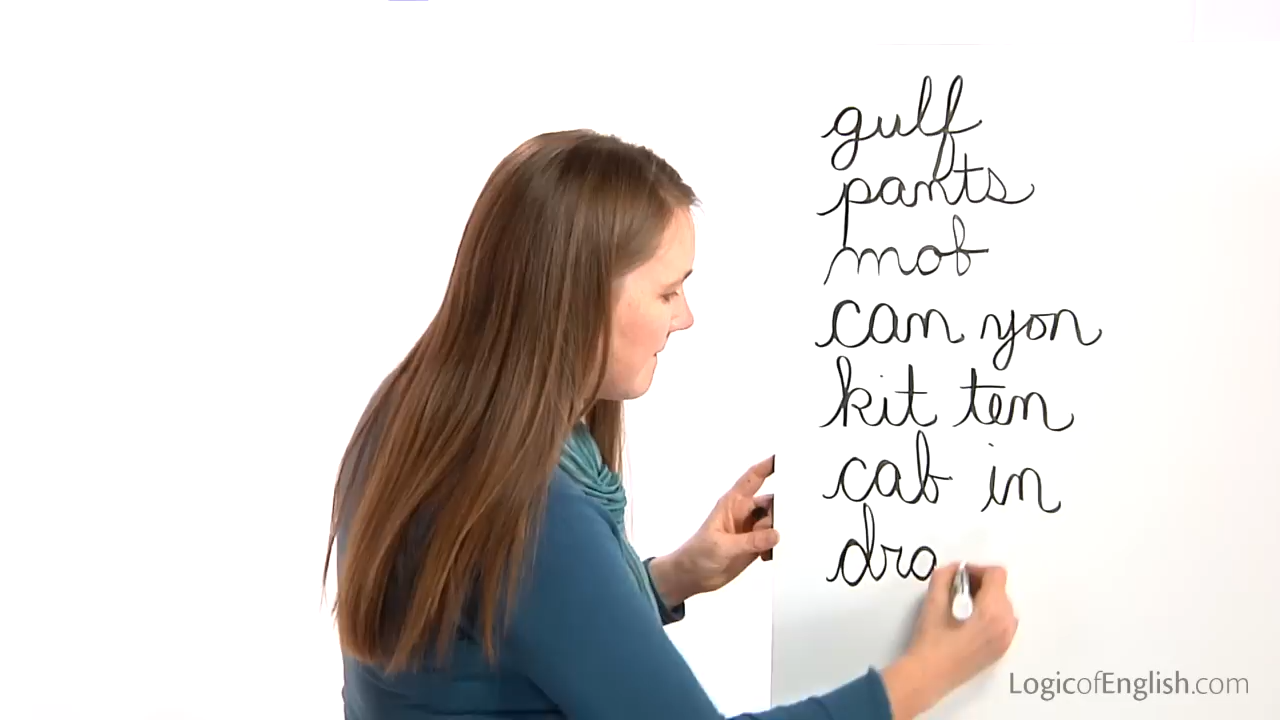 gulf
pants
mob
can yon
kit ten
cab in
dra
LogicofEnglish.com